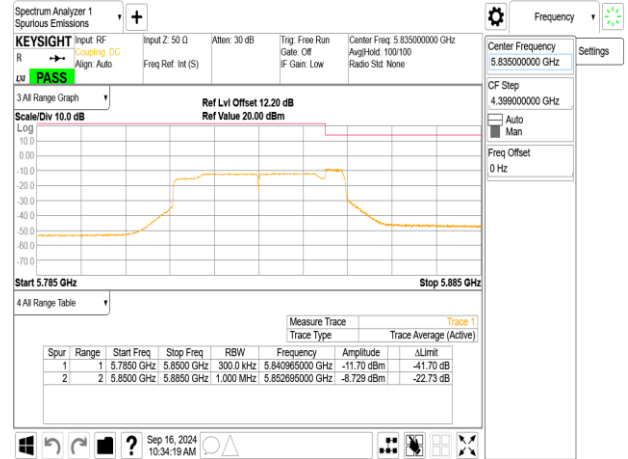 Spectrum Analyzer 1
Spurious Emissions
Frequency
Settings
KEYSIGHT
R
LXI
PASS
Input: RF
Coupling: DC
Align: Auto
Input Z: 50 Ω
Freq Ref: Int (S)
Atten: 30 dB
Trig: Free Run
Gate: Off
IF Gain: Low
Center Freq: 5.835000000 GHz
Avg|Hold: 100/100
Radio Std: None
Center Frequency
5.835000000 GHz
CF Step
4.399000000 GHz
Auto
Man
Freq Offset
0 Hz
3 All Range Graph
Scale/Div 10.0 dB
Ref Lvl Offset 12.20 dB
Ref Value 20.00 dBm
Log
10.0
0.00
-10.0
-20.0
-30.0
-40.0
-50.0
-60.0
-70.0
Start 5.785 GHz
Stop 5.885 GHz
4 All Range Table
Measure Trace Trace 1
Trace Type Trace Average (Active)
Spur Range Start Freq Stop Freq RBW Frequency Amplitude ΔLimit
1 1 5.7850 GHz 5.8500 GHz 300.0 kHz 5.840965000 GHz -11.70 dBm -41.70 dB
2 2 5.8500 GHz 5.8850 GHz 1.000 MHz 5.852695000 GHz -8.729 dBm -22.73 dB
?
Sep 16, 2024
10:34:19 AM